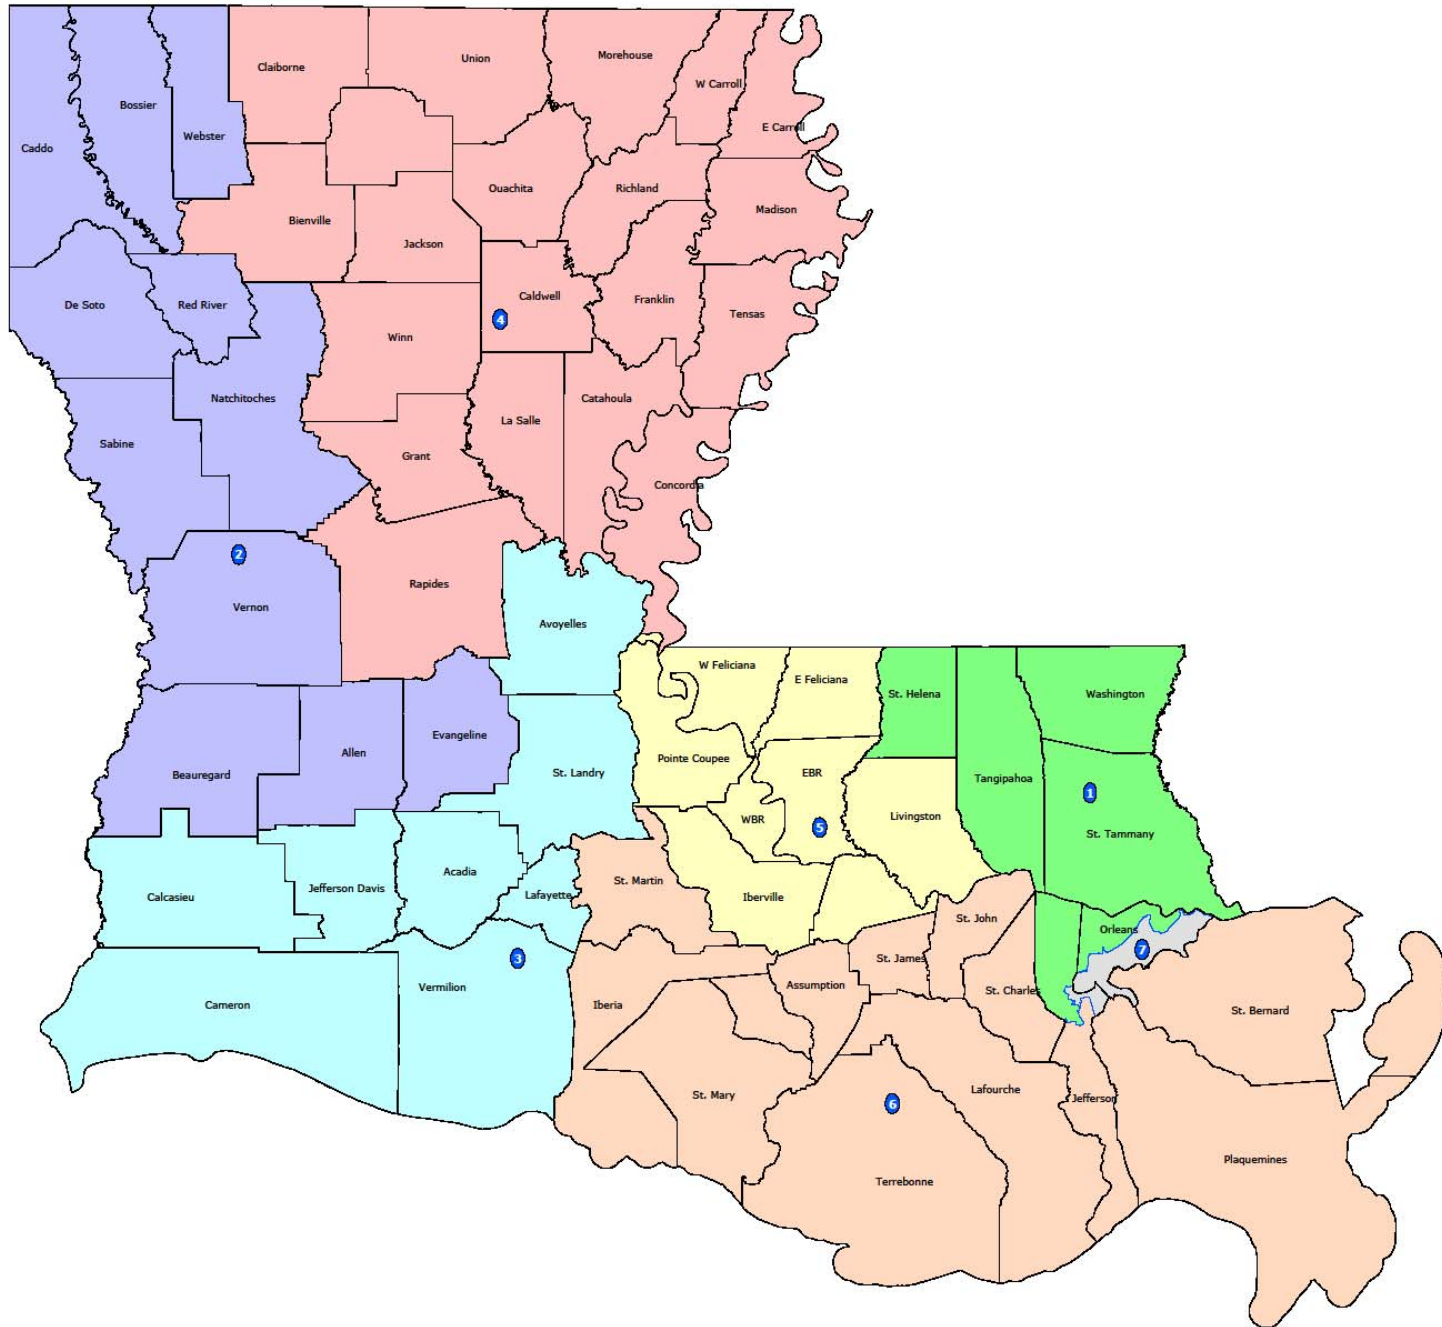 Claiborne
Union
Morehouse
W Carroll
Bossier
Webster
E Carroll
Caddo
Ouachita
Richland
Madison
Bienville
Jackson
De Soto
Red River
Caldwell
Franklin
Tensas
4
Winn
Natchitoches
La Salle
Catahoula
Sabine
Grant
Concordia
2
Rapides
Vernon
Avoyelles
W Feliciana
E Feliciana
St. Helena
Washington
Evangeline
Allen
Pointe Coupee
Beauregard
St. Landry
EBR
Tangipahoa
1
WBR
5
Livingston
St. Tammany
Acadia
St. Martin
Jefferson Davis
Lafayette
Calcasieu
Iberville
St. John
Orleans
7
3
St. James
Vermilion
Assumption
St. Charles
Cameron
Iberia
St. Bernard
St. Mary
6
Lafourche
Jefferson
Terrebonne
Plaquemines